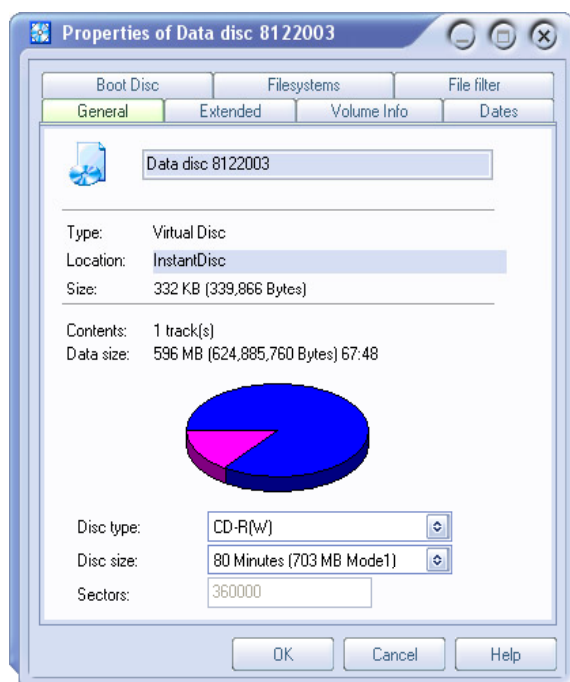 Properties of Data disc 8122003
Boot Disc Filesystems File filter
General Extended Volume Info Dates
Data disc 8122003
Type: Virtual Disc
Location: InstantDisc
Size: 332 KB (339,866 Bytes)
Contents: 1 track(s)
Data size: 596 MB (624,885,760 Bytes) 67:48
Disc type: CD-R(W)
Disc size: 80 Minutes (703 MB Mode1)
Sectors: 360000
OK Cancel Help